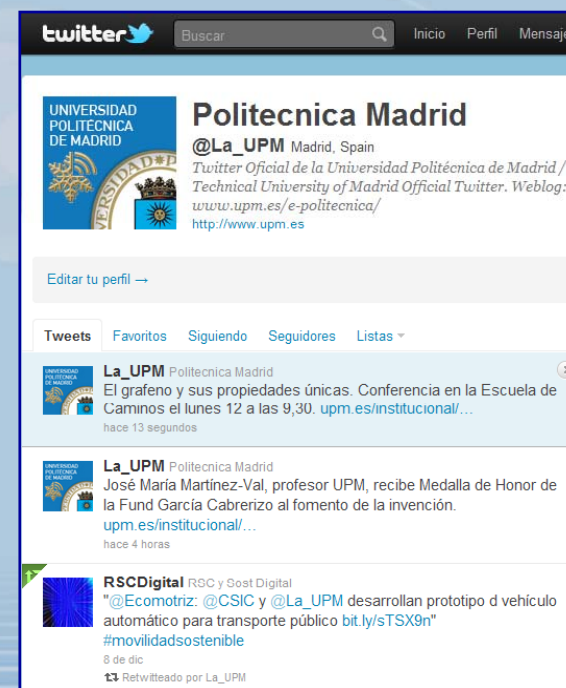 twitter
Buscar
Inicio Perfil Mensaje
UNIVERSIDAD
POLITÉCNICA
DE MADRID
Politecnica Madrid
@La_UPM Madrid, Spain
Twitter Oficial de la Universidad Politécnica de Madrid /
Technical University of Madrid Official Twitter. Weblog:
www.upm.es/e-politecnica/
http://www.upm.es
Editar tu perfil →
Tweets Favoritos Siguiendo Seguidores Listas
La_UPM Politecnica Madrid
El grafeno y sus propiedades únicas. Conferencia en la Escuela de
Caminos el lunes 12 a las 9,30. upm.es/institucional/…
hace 13 segundos
La_UPM Politecnica Madrid
José María Martínez-Val, profesor UPM, recibe Medalla de Honor de
la Fund García Cabrerizo al fomento de la invención.
upm.es/institucional/…
hace 4 horas
RSCDigital RSC y Sost Digital
"@Ecomotriz: @CSIC y @La_UPM desarrollan prototipo d vehículo
automático para transporte público bit.ly/sTSX9n"
#movilidadsostenible
8 de dic
Retwitteado por La_UPM